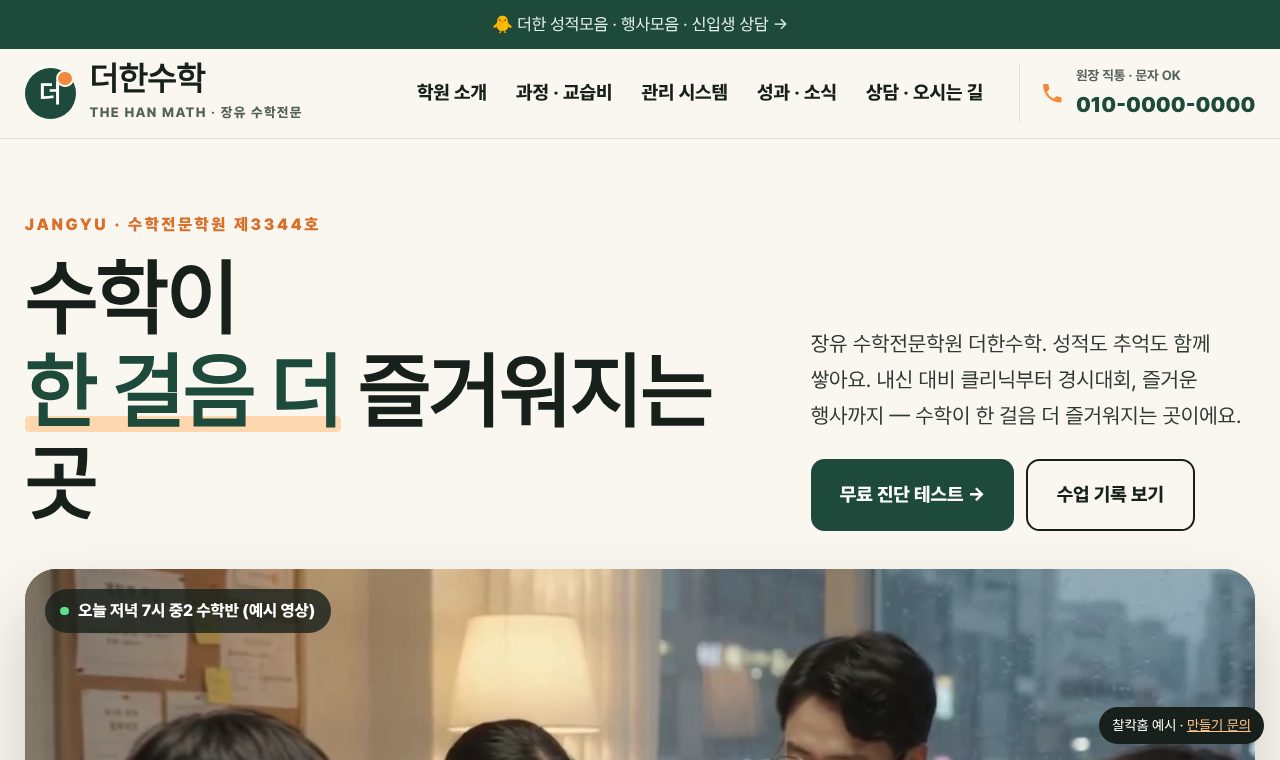 🐥 더한 성적모음 · 행사모음 · 신입생 상담 →
더
더한수학
THE HAN MATH · 장유 수학전문
학원 소개
과정 · 교습비
관리 시스템
성과 · 소식
상담 · 오시는 길
원장 직통 · 문자 OK
010-0000-0000
JANGYU · 수학전문학원 제3344호
수학이
한 걸음 더 즐거워지는
곳
장유 수학전문학원 더한수학. 성적도 추억도 함께
쌓아요. 내신 대비 클리닉부터 경시대회, 즐거운
행사까지 — 수학이 한 걸음 더 즐거워지는 곳이에요.
무료 진단 테스트 →
수업 기록 보기
오늘 저녁 7시 중2 수학반 (예시 영상)
찰칵홈 예시 · 만들기 문의